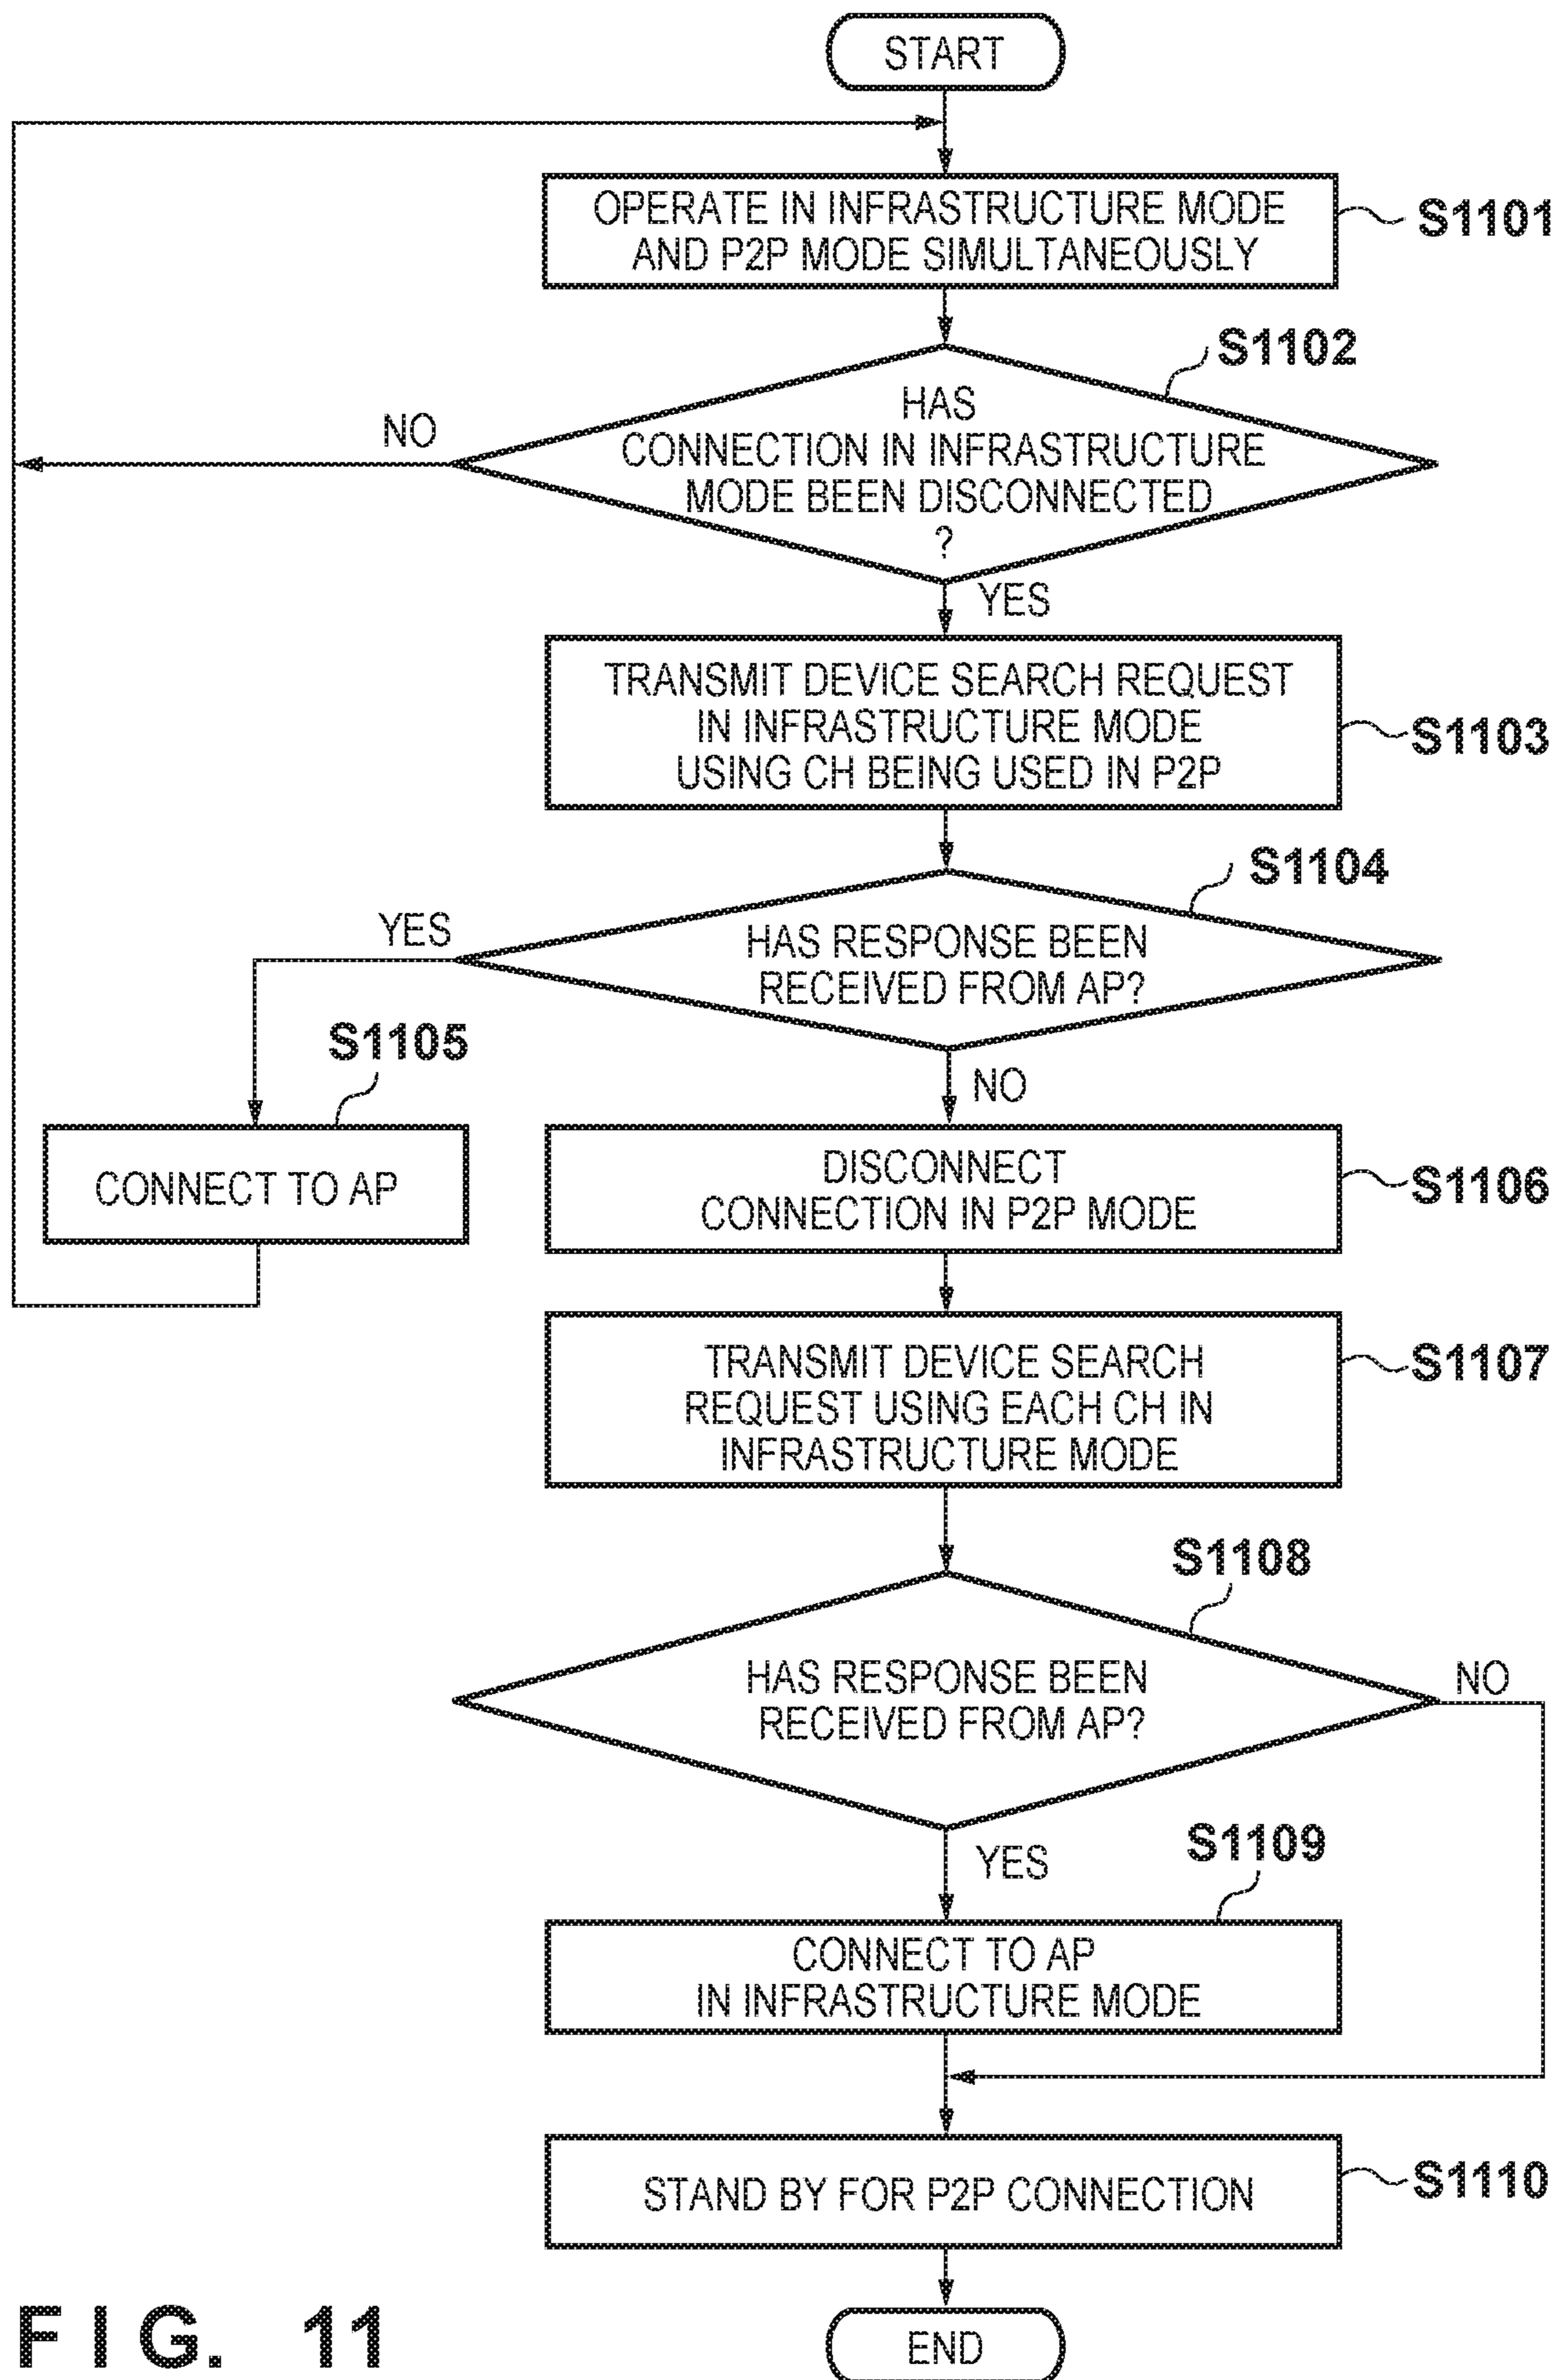 START
OPERATE IN INFRASTRUCTURE MODE
AND P2P MODE SIMULTANEOUSLY
S1101
S1102
HAS
CONNECTION IN INFRASTRUCTURE
MODE BEEN DISCONNECTED
?
NO
YES
TRANSMIT DEVICE SEARCH REQUEST
IN INFRASTRUCTURE MODE
USING CH BEING USED IN P2P
S1103
S1104
HAS RESPONSE BEEN
RECEIVED FROM AP?
YES
NO
S1105
CONNECT TO AP
DISCONNECT
CONNECTION IN P2P MODE
S1106
TRANSMIT DEVICE SEARCH
REQUEST USING EACH CH IN
INFRASTRUCTURE MODE
S1107
S1108
HAS RESPONSE BEEN
RECEIVED FROM AP?
NO
YES
S1109
CONNECT TO AP
IN INFRASTRUCTURE MODE
STAND BY FOR P2P CONNECTION
S1110
END
FIG. 11